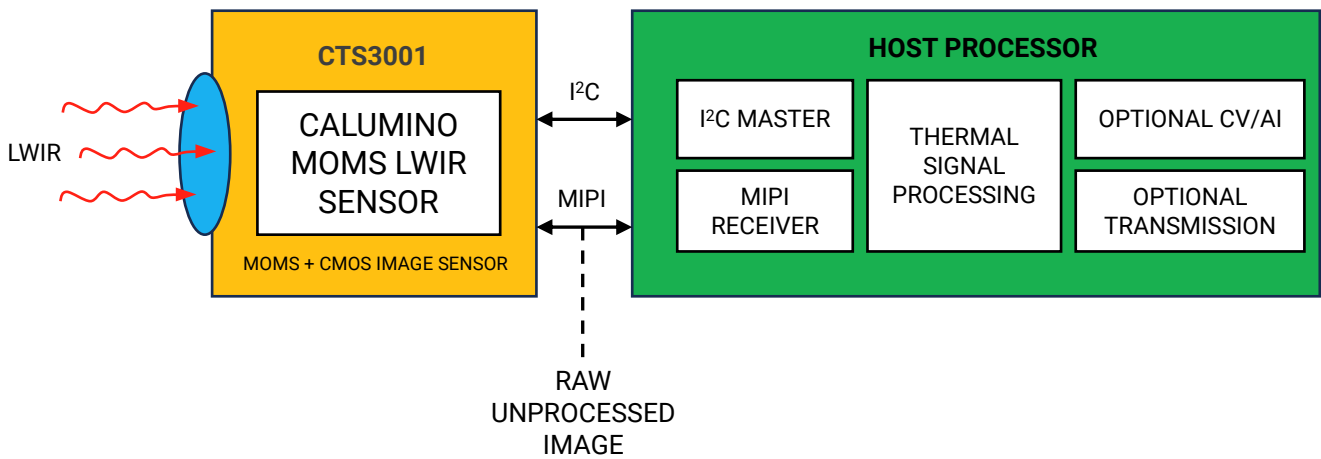 LWIR
CTS3001
CALUMINO
MOMS LWIR
SENSOR
MOMS + CMOS IMAGE SENSOR
I²C
MIPI
RAW
UNPROCESSED
IMAGE
HOST PROCESSOR
I²C MASTER
MIPI
RECEIVER
THERMAL
SIGNAL
PROCESSING
OPTIONAL CV/AI
OPTIONAL
TRANSMISSION